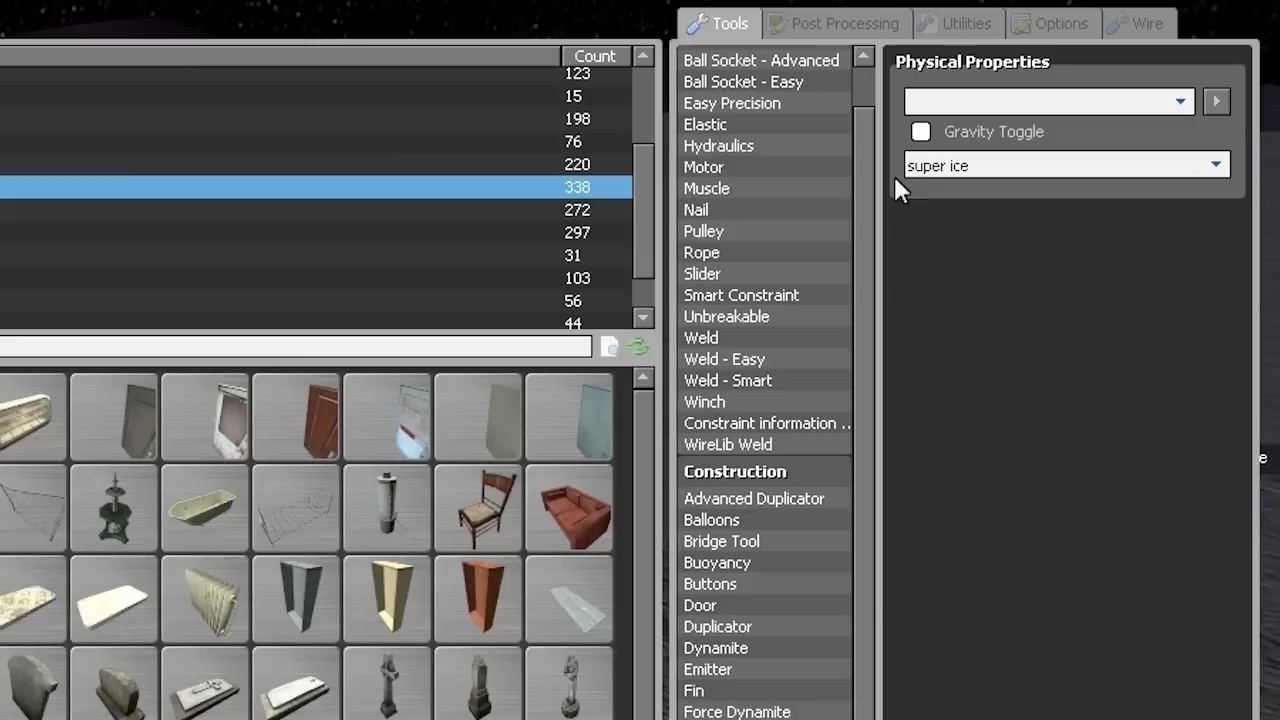 Tools Post Processing Utilities Options Wire
Count
123
15
198
76
220
338
272
297
31
103
56
44
Ball Socket - Advanced
Ball Socket - Easy
Easy Precision
Elastic
Hydraulics
Motor
Muscle
Nail
Pulley
Rope
Slider
Smart Constraint
Unbreakable
Weld
Weld - Easy
Weld - Smart
Winch
Constraint information ..
WireLib Weld
Construction
Advanced Duplicator
Balloons
Bridge Tool
Buoyancy
Buttons
Door
Duplicator
Dynamite
Emitter
Fin
Force Dynamite
Physical Properties
Gravity Toggle
super ice
e